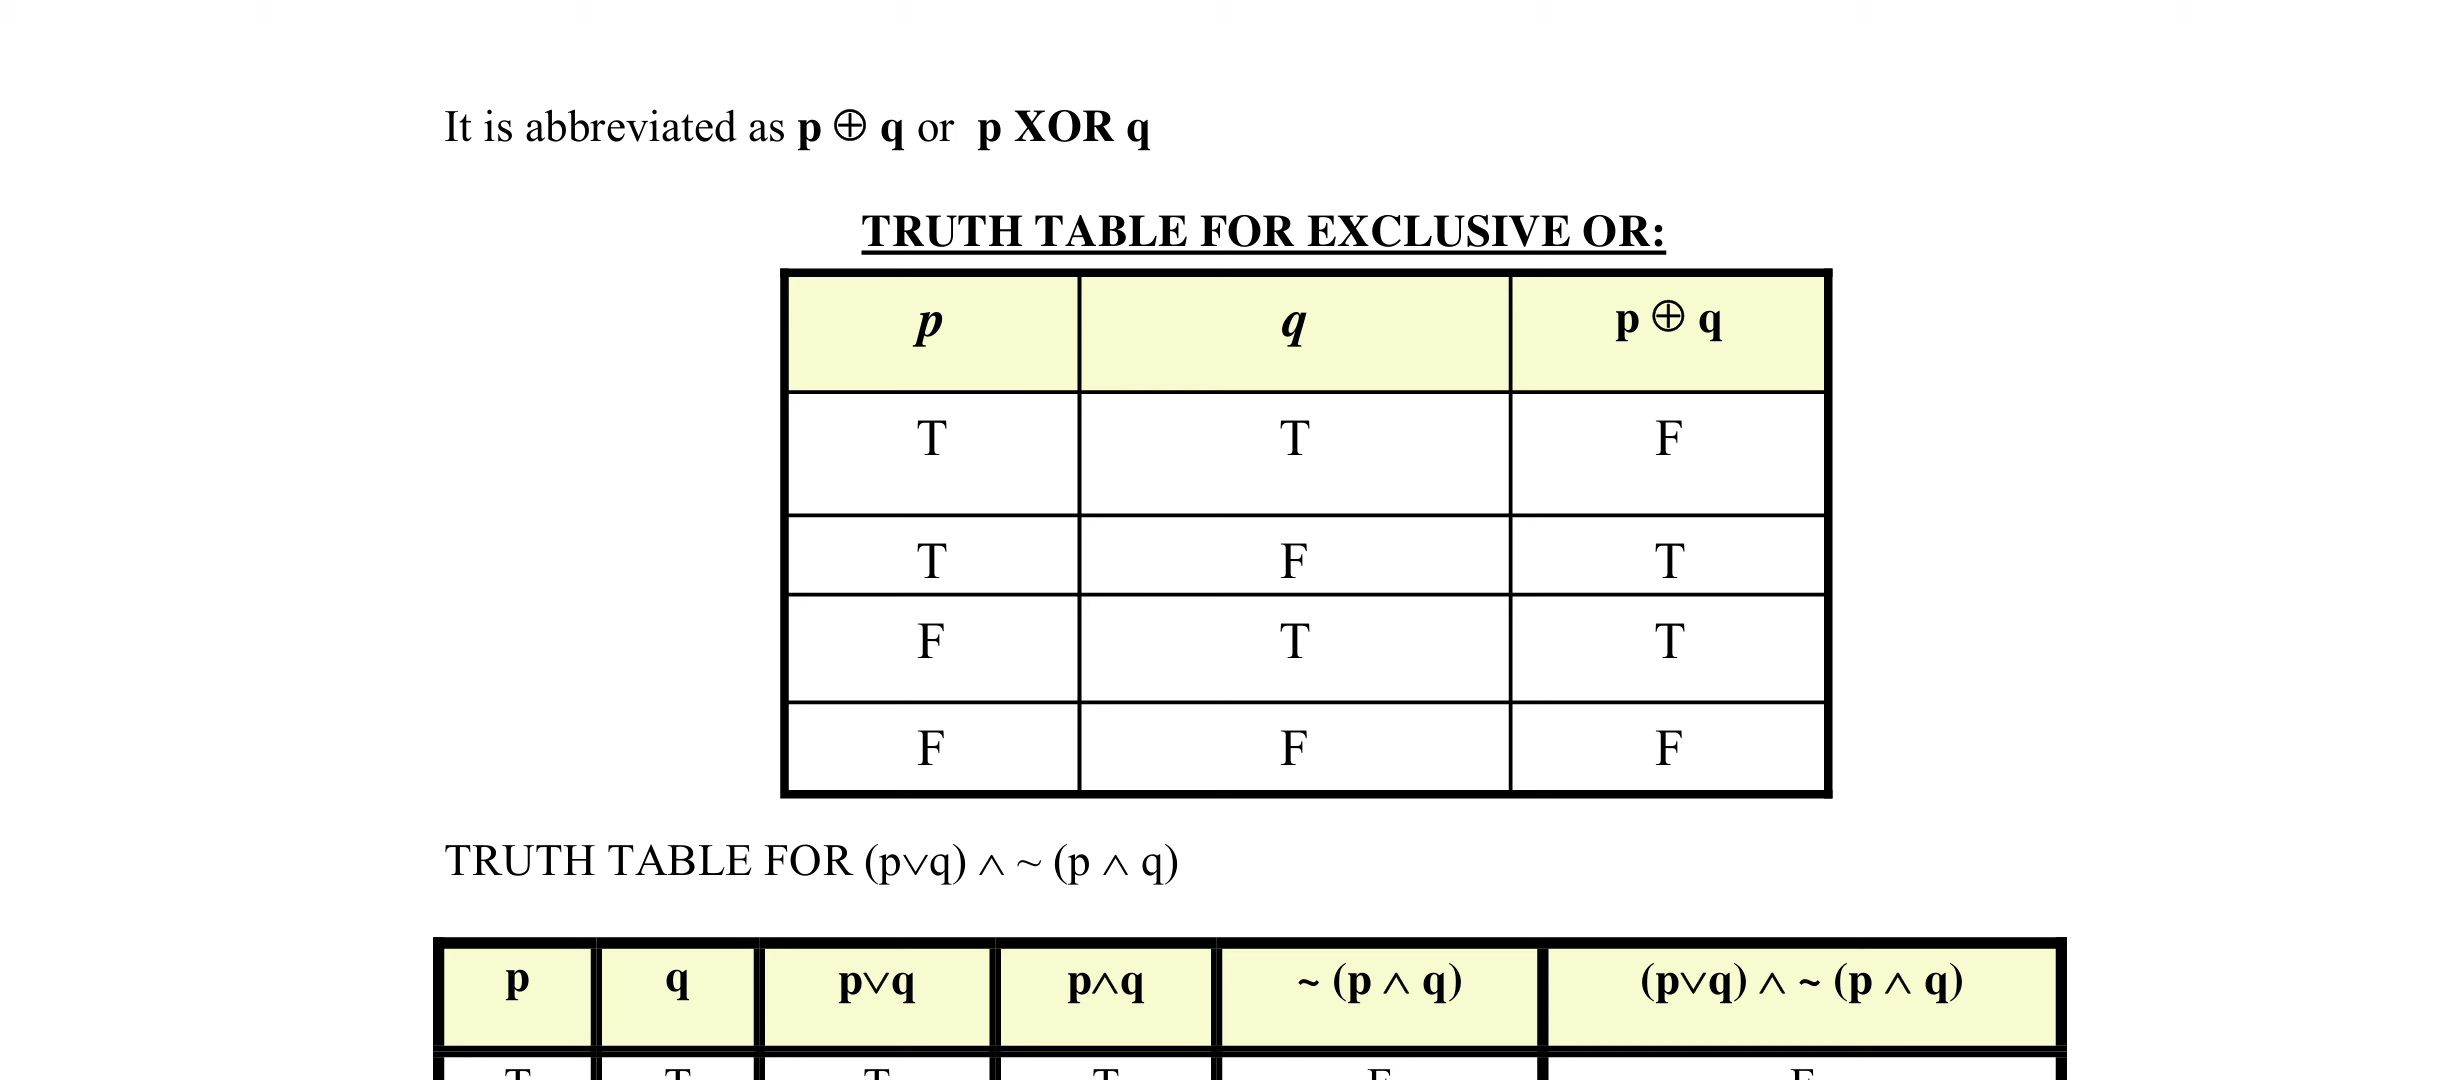 It is abbreviated as p ⊕ q or  p XOR q
TRUTH TABLE FOR EXCLUSIVE OR:
p q p ⊕ q
T T F
T F T
F T T
F F F
TRUTH TABLE FOR (p∨q) ∧ ~ (p ∧ q)
p q p∨q p∧q ~ (p ∧ q) (p∨q) ∧ ~ (p ∧ q)
T T T T F F